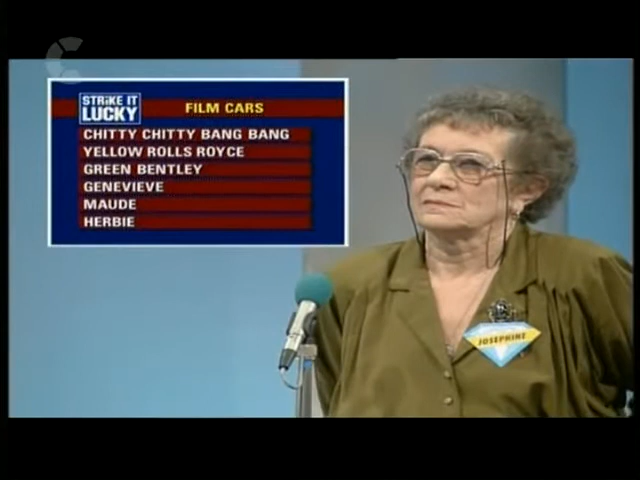 STRIKE IT
LUCKY
FILM CARS
CHITTY CHITTY BANG BANG
YELLOW ROLLS ROYCE
GREEN BENTLEY
GENEVIEVE
MAUDE
HERBIE
JOSEPHINE